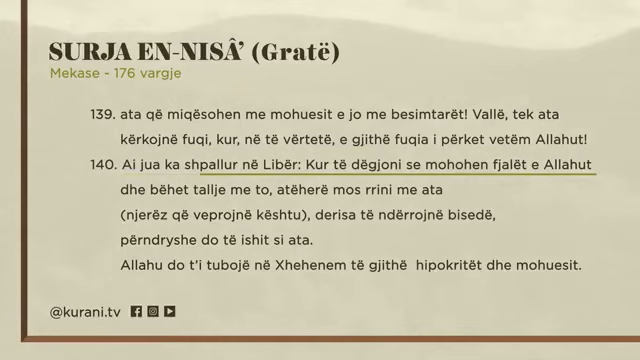 SURJA EN-NISÂ’ (Gratë)
Mekase - 176 vargje
139. ata që miqësohen me mohuesit e jo me besimtarët! Vallë, tek ata
kërkojnë fuqi, kur, në të vërtetë, e gjithë fuqia i përket vetëm Allahut!
140. Ai jua ka shpallur në Libër: Kur të dëgjoni se mohohen fjalët e Allahut
dhe bëhet tallje me to, atëherë mos rrini me ata
(njerëz që veprojnë kështu), derisa të ndërrojnë bisedë,
përndryshe do të ishit si ata.
Allahu do t’i tubojë në Xhehenem të gjithë hipokritët dhe mohuesit.
@kurani.tv